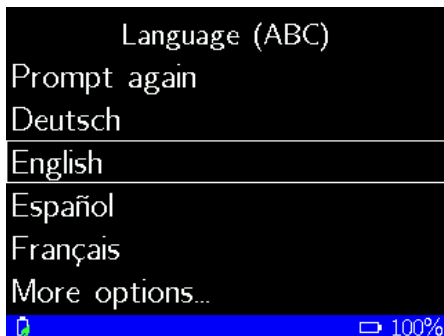 Language (ABC)
Prompt again
Deutsch
English
Español
Français
More options...
100%